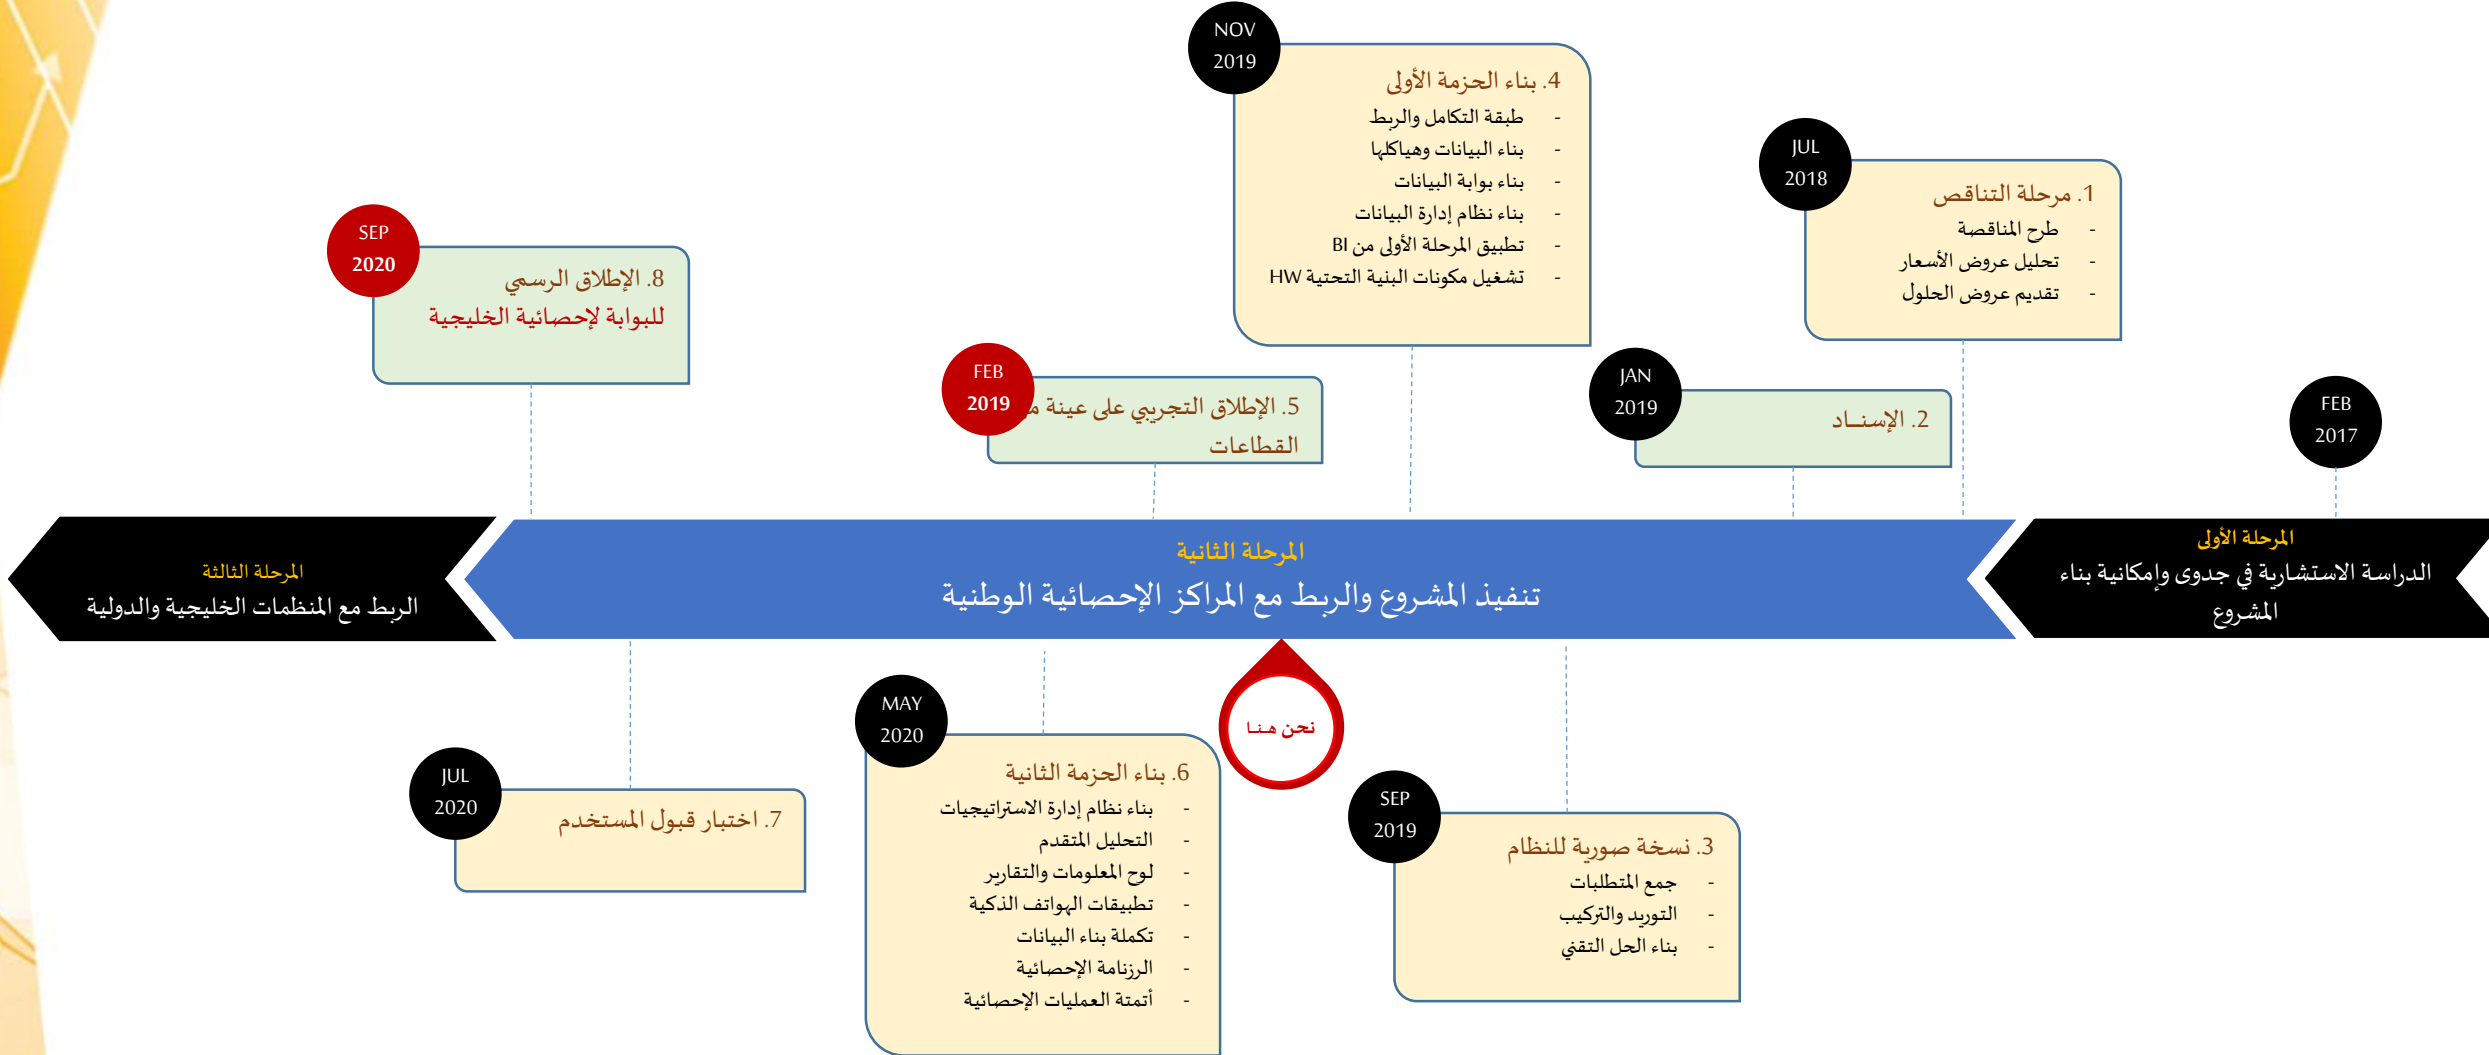 FEB
2017
المرحلة الأولى
الدراسة الاستشارية في جدوى وإمكانية بناء
المشروع
JUL
2018
1. مرحلة التناقص
- طرح المناقصة
- تحليل عروض الأسعار
- تقديم عروض الحلول
JAN
2019
2. الإسنـاد
SEP
2019
3. نسخة صورية للنظام
- جمع المتطلبات
- التوريد والتركيب
- بناء الحل التقني
NOV
2019
4. بناء الحزمة الأولى
- طبقة التكامل والربط
- بناء البيانات وهياكلها
- بناء بوابة البيانات
- بناء نظام إدارة البيانات
- تطبيق المرحلة الأولى من BI
- تشغيل مكونات البنية التحتية HW
المرحلة الثانية
تنفيذ المشروع والربط مع المراكز الإحصائية الوطنية
نحن هنا
FEB
2019
5. الإطلاق التجريبي على عينة
القطاعات
MAY
2020
6. بناء الحزمة الثانية
- بناء نظام إدارة الاستراتيجيات
- التحليل المتقدم
- لوح المعلومات والتقارير
- تطبيقات الهواتف الذكية
- تكملة بناء البيانات
- الرزنامة الإحصائية
- أتمتة العمليات الإحصائية
JUL
2020
7. اختبار قبول المستخدم
SEP
2020
8. الإطلاق الرسمي
للبوابة لإحصائية الخليجية
المرحلة الثالثة
الربط مع المنظمات الخليجية والدولية